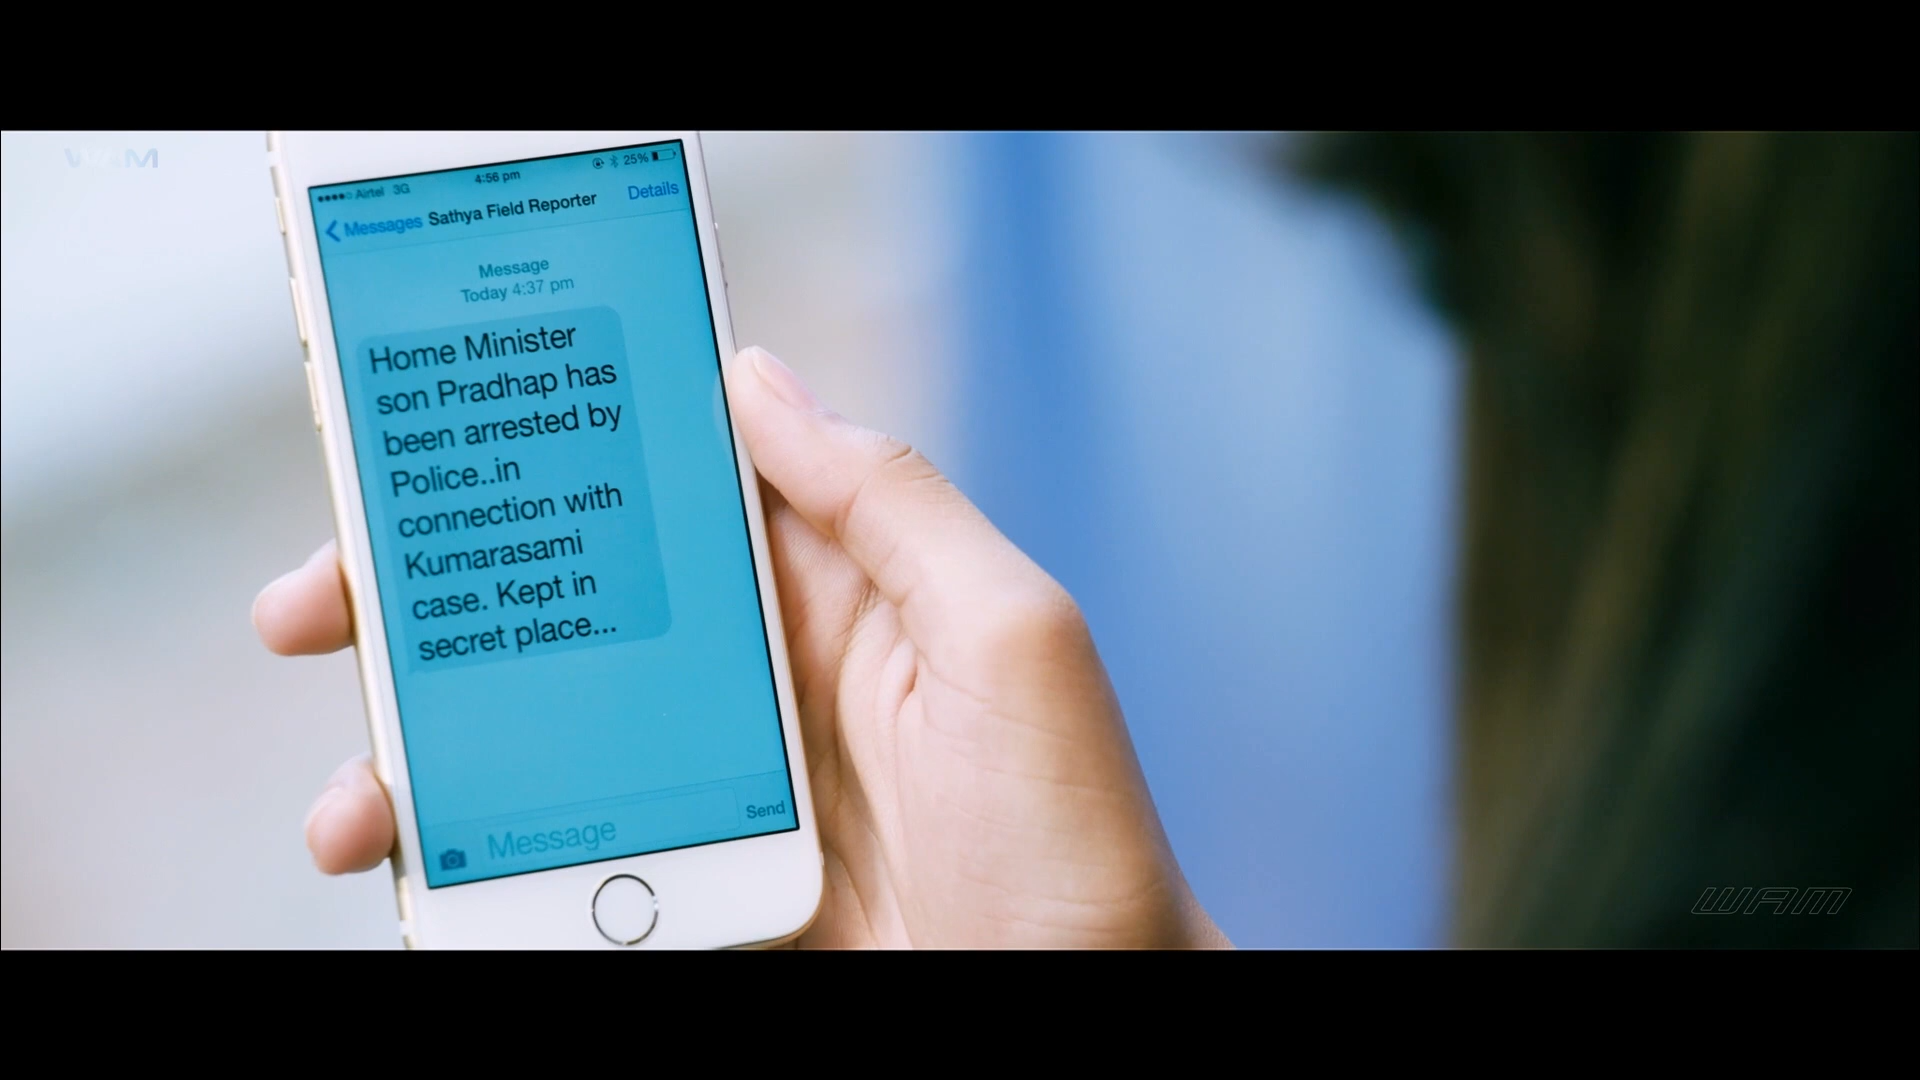 WAM
Airtel 3G 4:56 pm 25%
Messages Sathya Field Reporter Details
Message
Today 4:37 pm
Home Minister
son Pradhap has
been arrested by
Police..in
connection with
Kumarasami
case. Kept in
secret place...
Message Send
WAM